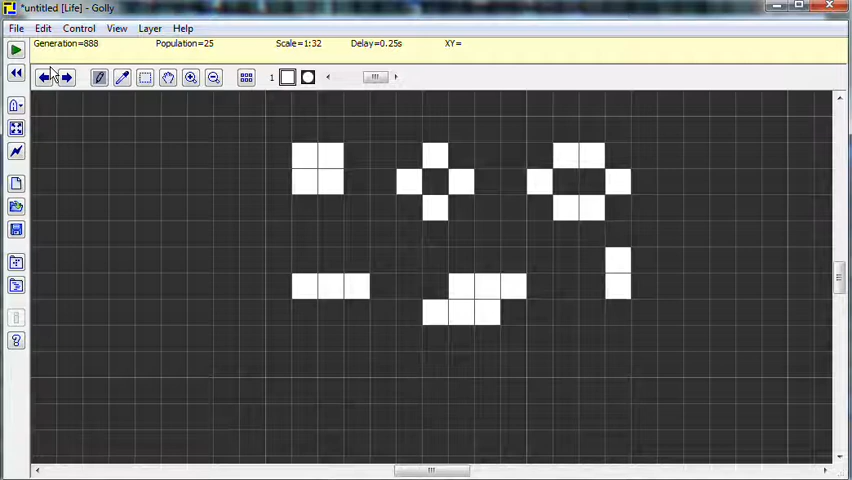 *untitled [Life] - Golly
File Edit Control View Layer Help
Generation=888 Population=25 Scale=1:32 Delay=0.25s XY=
1